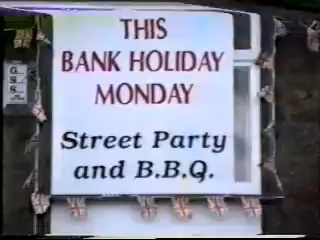 THIS
BANK HOLIDAY
MONDAY
Street Party
and B.B.Q.